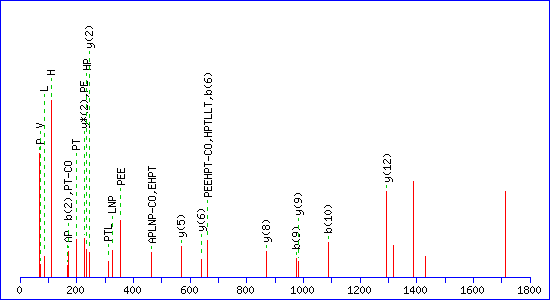 P
V
L
H
AP
b(2),PT-CO
PT
y*(2),PE
HP
y(2)
PTL
LNP
PEE
APLNP-CO,EHPT
y(5)
y(6)
PEEHPT-CO,HPTLLT,b(6)
y(8)
b(9)
y(9)
b(10)
y(12)
0 200 400 600 800 1000 1200 1400 1600 1800